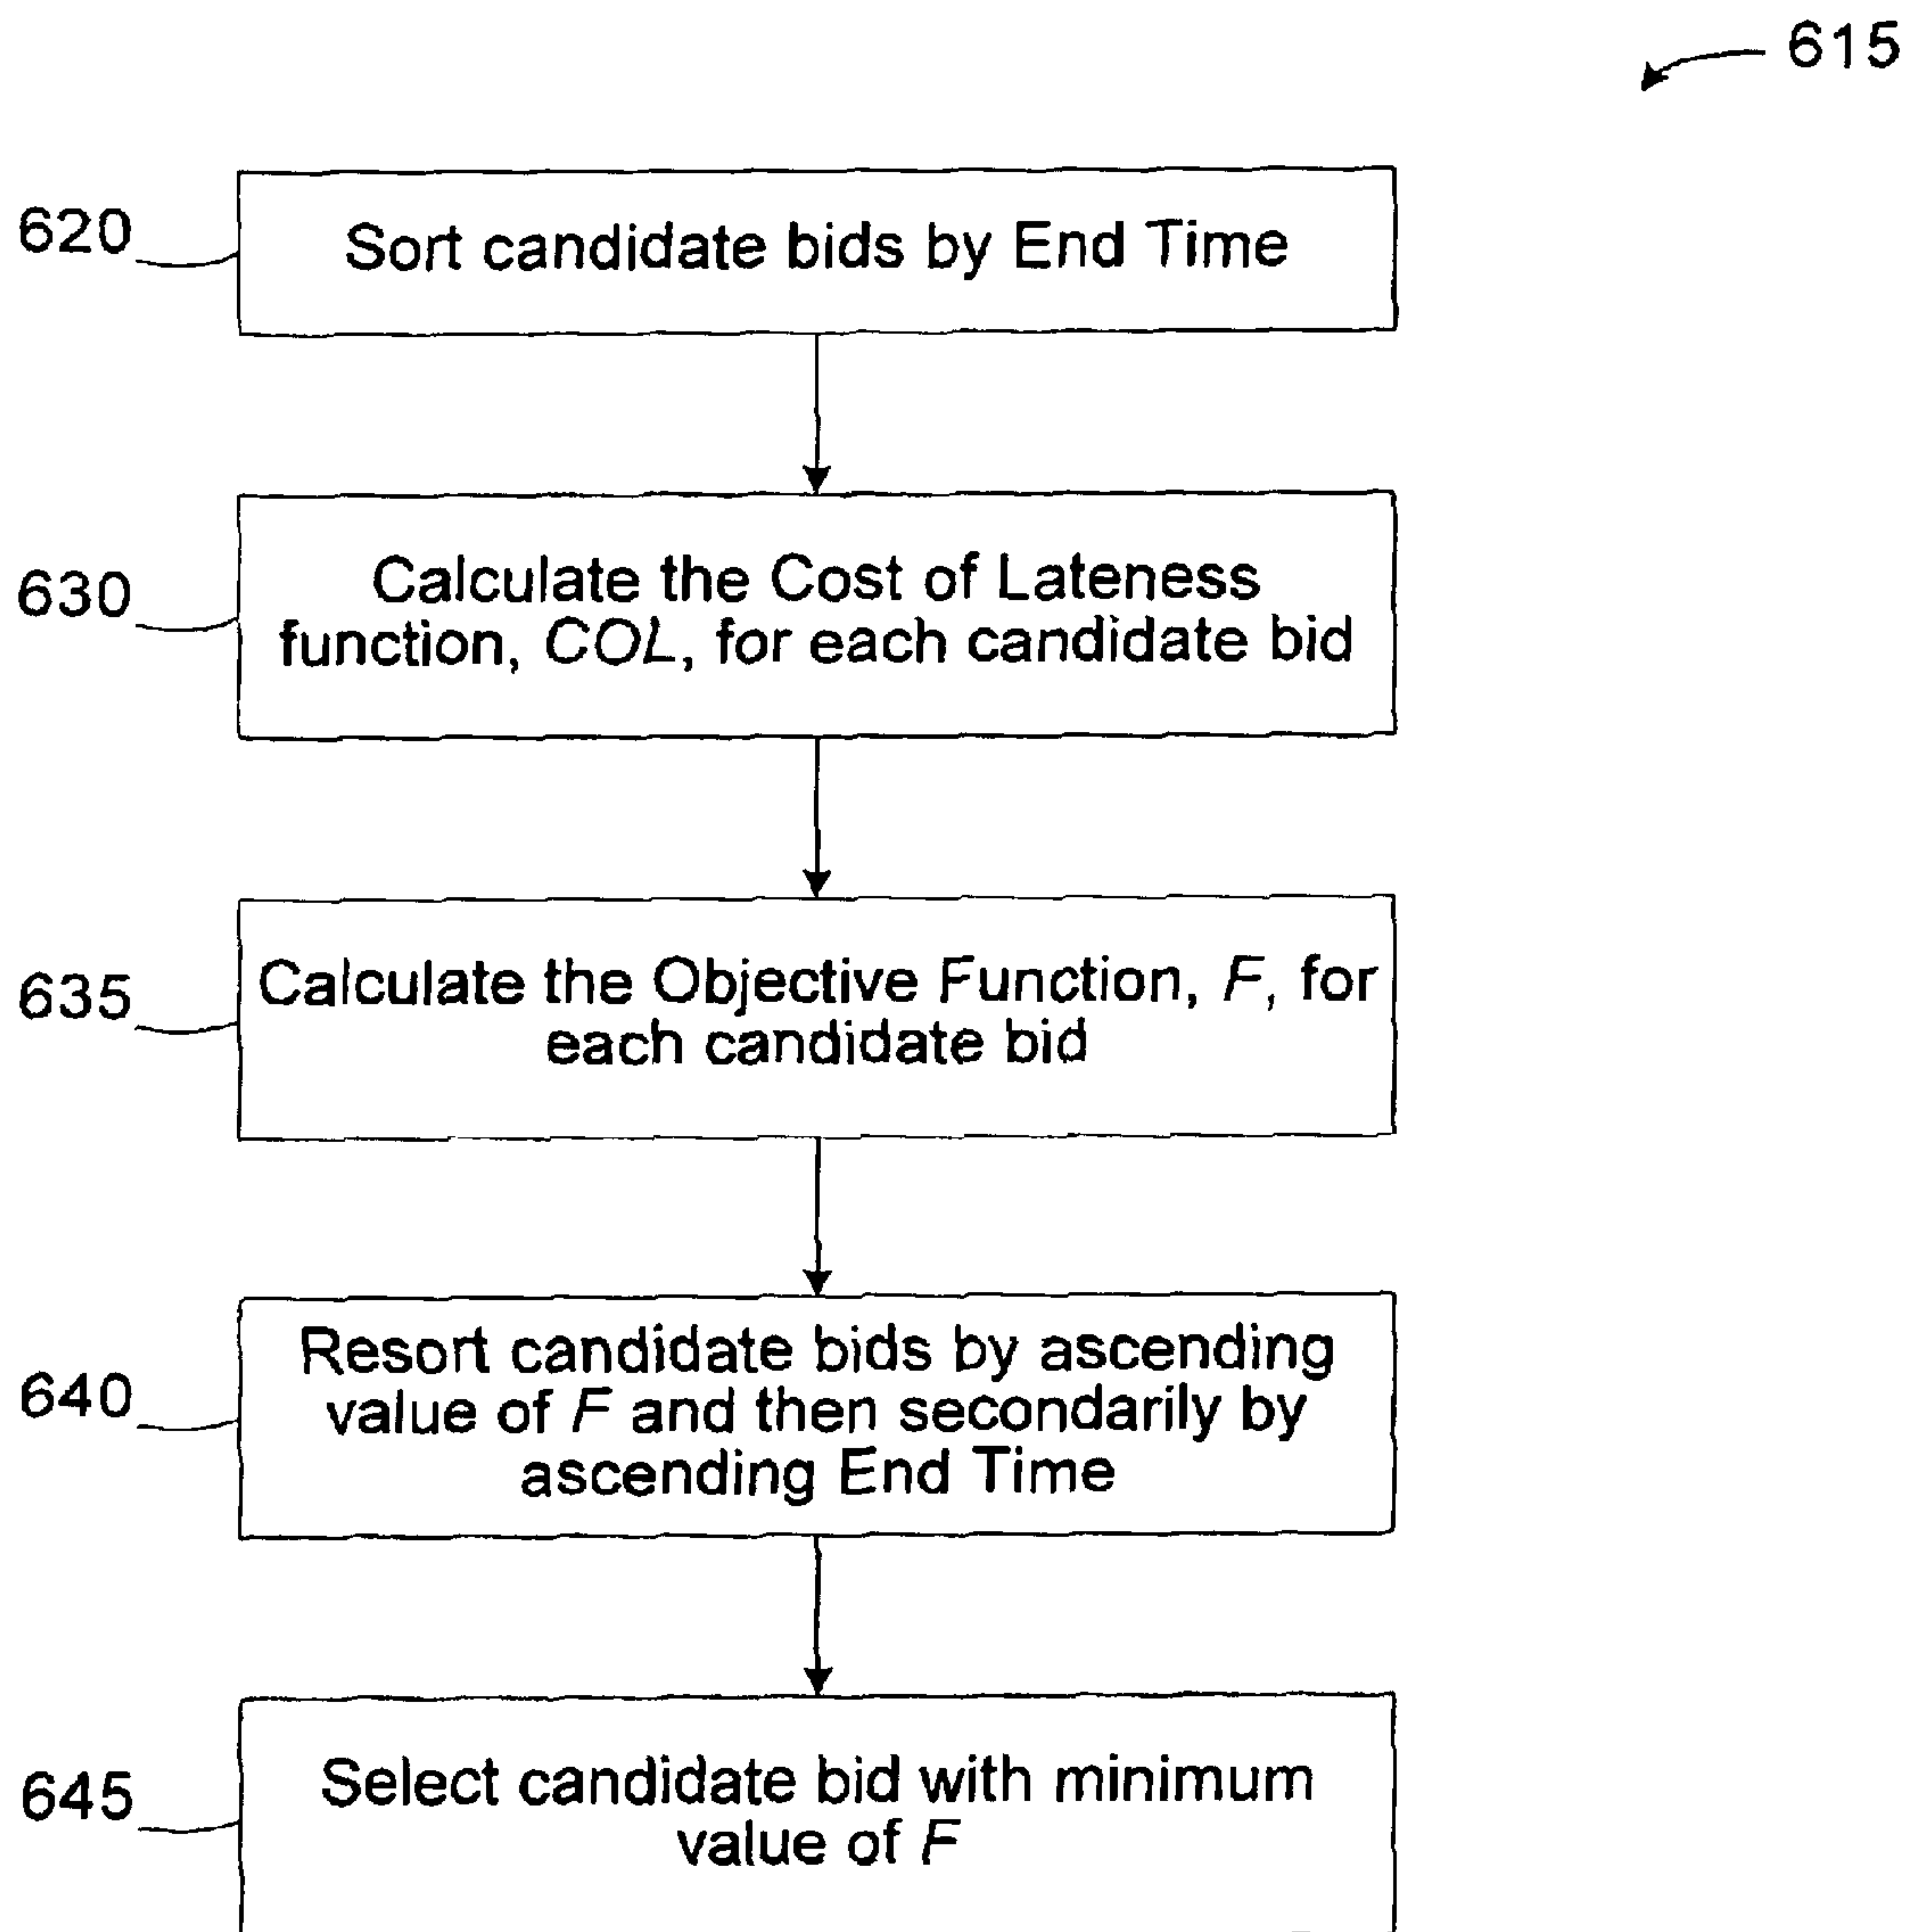 615
620
Sort candidate bids by End Time
630
Calculate the Cost of Lateness
function, COL, for each candidate bid
635
Calculate the Objective Function, F, for
each candidate bid
640
Resort candidate bids by ascending
value of F and then secondarily by
ascending End Time
645
Select candidate bid with minimum
value of F